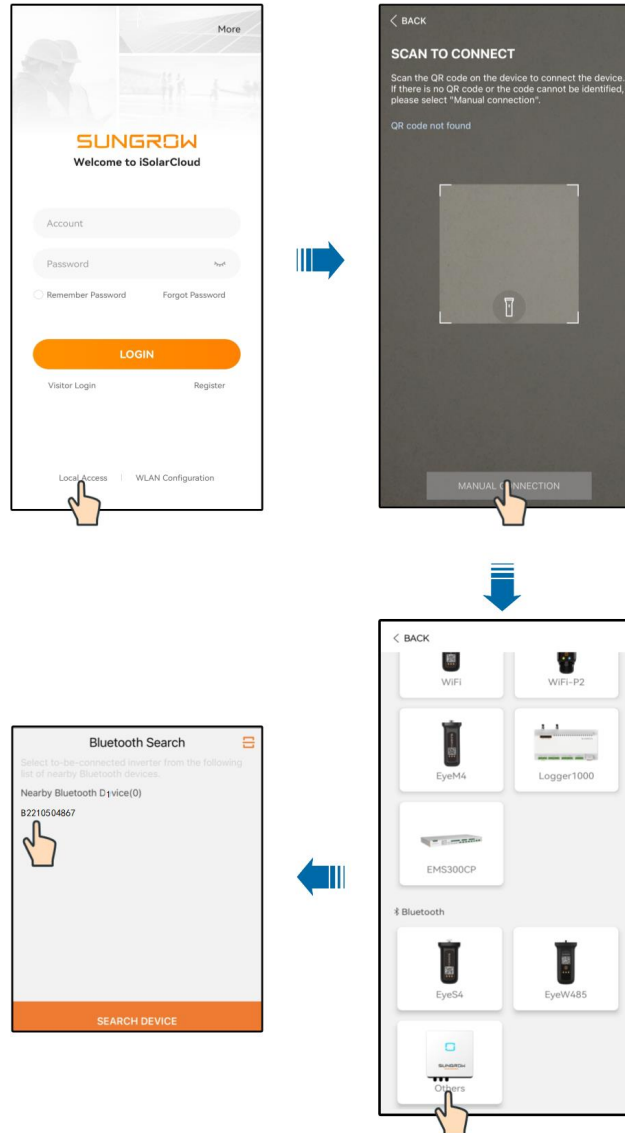 More
SUNGROW
Welcome to iSolarCloud
Account
Password
Remember Password Forgot Password
LOGIN
Visitor Login Register
Local Access WLAN Configuration
BACK
SCAN TO CONNECT
Scan the QR code on the device to connect the device.
If there is no QR code or the code cannot be identified,
please select "Manual connection".
QR code not found
MANUAL CONNECTION
BACK
WiFi WiFi-P2
EyeM4 Logger1000
EMS300CP
Bluetooth
EyeS4 EyeW485
SUNGROW
Others
Bluetooth Search
Select to-be-connected inverter from the following
list of nearby Bluetooth devices.
Nearby Bluetooth D1vice(0)
B2210504867
SEARCH DEVICE